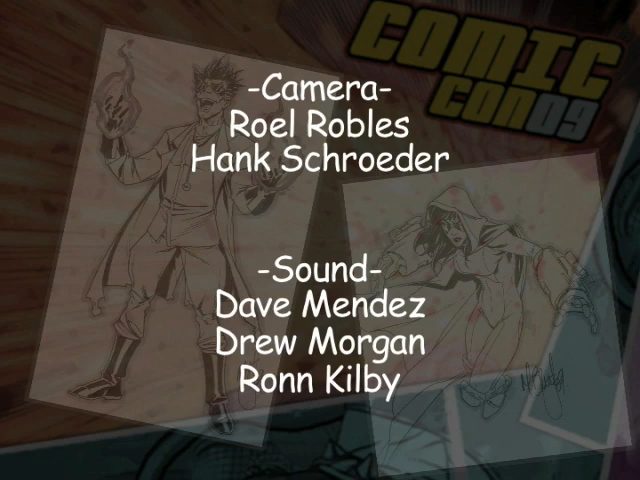 COMIC
CON09
-Camera-
Roel Robles
Hank Schroeder
-Sound-
Dave Mendez
Drew Morgan
Ronn Kilby